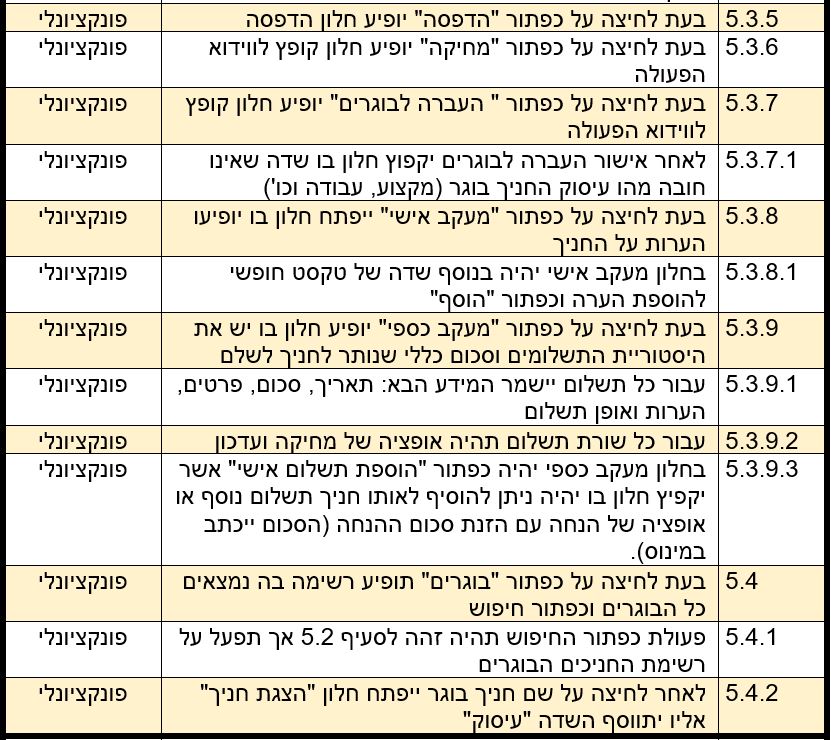 5.3.5 בעת לחיצה על כפתור "הדפסה" יופיע חלון הדפסה פונקציונלי
5.3.6 בעת לחיצה על כפתור "מחיקה" יופיע חלון קופץ לווידוא פונקציונלי
הפעולה
5.3.7 בעת לחיצה על כפתור " העברה לבוגרים" יופיע חלון קופץ פונקציונלי
לווידוא הפעולה
5.3.7.1 לאחר אישור העברה לבוגרים יקפוץ חלון בו שדה שאינו פונקציונלי
חובה מהו עיסוק החניך בוגר (מקצוע, עבודה וכו')
5.3.8 בעת לחיצה על כפתור "מעקב אישי" ייפתח חלון בו יופיעו פונקציונלי
הערות על החניך
5.3.8.1 בחלון מעקב אישי יהיה בנוסף שדה של טקסט חופשי פונקציונלי
להוספת הערה וכפתור "הוסף"
5.3.9 בעת לחיצה על כפתור "מעקב כספי" יופיע חלון בו יש את פונקציונלי
היסטוריית התשלומים וסכום כללי שנותר לחניך לשלם
5.3.9.1 עבור כל תשלום יישמר המידע הבא: תאריך, סכום, פרטים, פונקציונלי
הערות ואופן תשלום
5.3.9.2 עבור כל שורת תשלום תהיה אופציה של מחיקה ועדכון פונקציונלי
5.3.9.3 בחלון מעקב כספי יהיה כפתור "הוספת תשלום אישי" אשר פונקציונלי
יקפיץ חלון בו יהיה ניתן להוסיף לאותו חניך תשלום נוסף או
אופציה של הנחה עם הזנת סכום ההנחה (הסכום ייכתב
במינוס).
5.4 בעת לחיצה על כפתור "בוגרים" תופיע רשימה בה נמצאים פונקציונלי
כל הבוגרים וכפתור חיפוש
5.4.1 פעולת כפתור החיפוש תהיה זהה לסעיף 5.2 אך תפעל על פונקציונלי
רשימת החניכים הבוגרים
5.4.2 לאחר לחיצה על שם חניך בוגר ייפתח חלון "הצגת חניך" פונקציונלי
אליו יתווסף השדה "עיסוק"